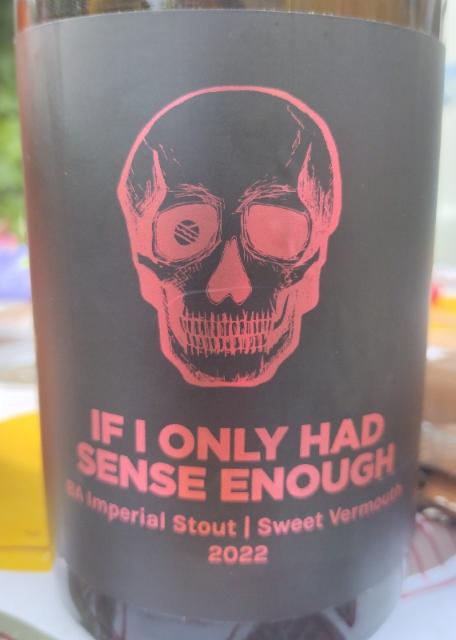 IF I ONLY HAD
SENSE ENOUGH
BA Imperial Stout | Sweet Vermouth
2022